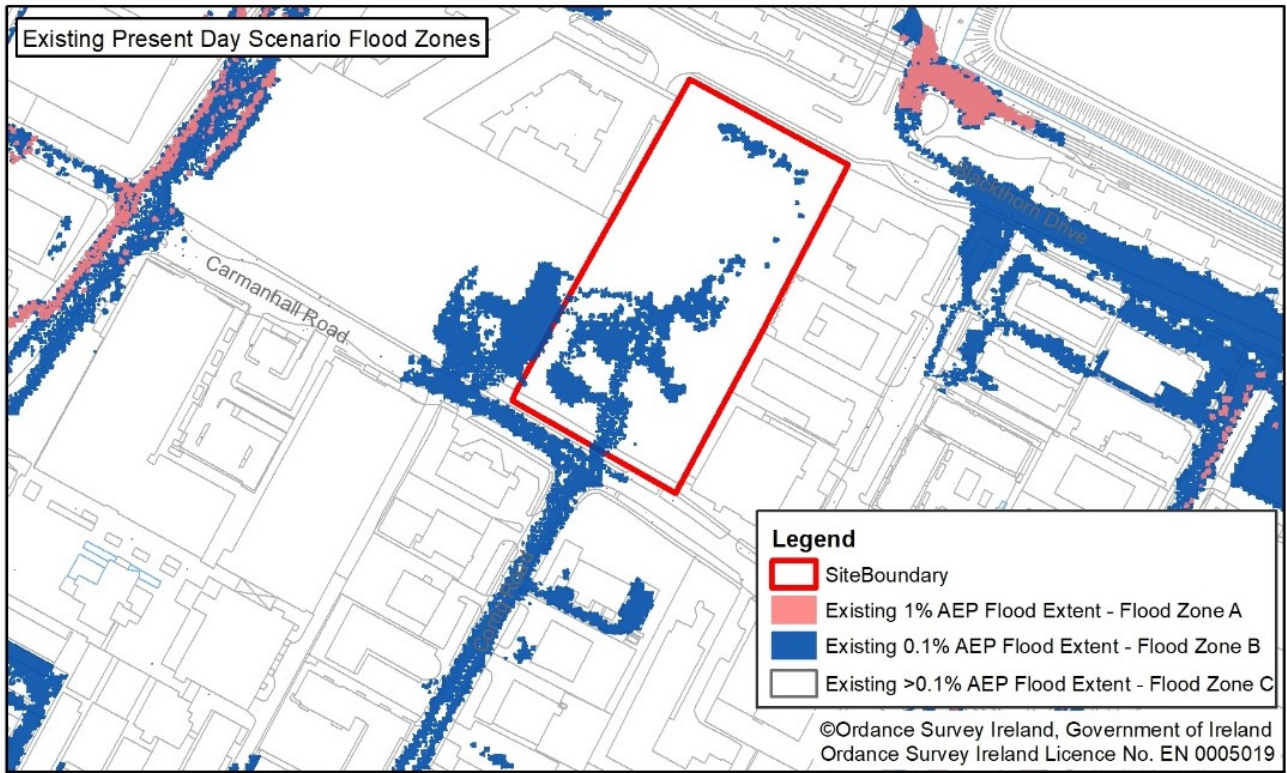 Existing Present Day Scenario Flood Zones
Blackthorn Drive
Carmanhall Road
Corrig Road
Legend
SiteBoundary
Existing 1% AEP Flood Extent - Flood Zone A
Existing 0.1% AEP Flood Extent - Flood Zone B
Existing >0.1% AEP Flood Extent - Flood Zone C
©Ordance Survey Ireland, Government of Ireland
Ordance Survey Ireland Licence No. EN 0005019